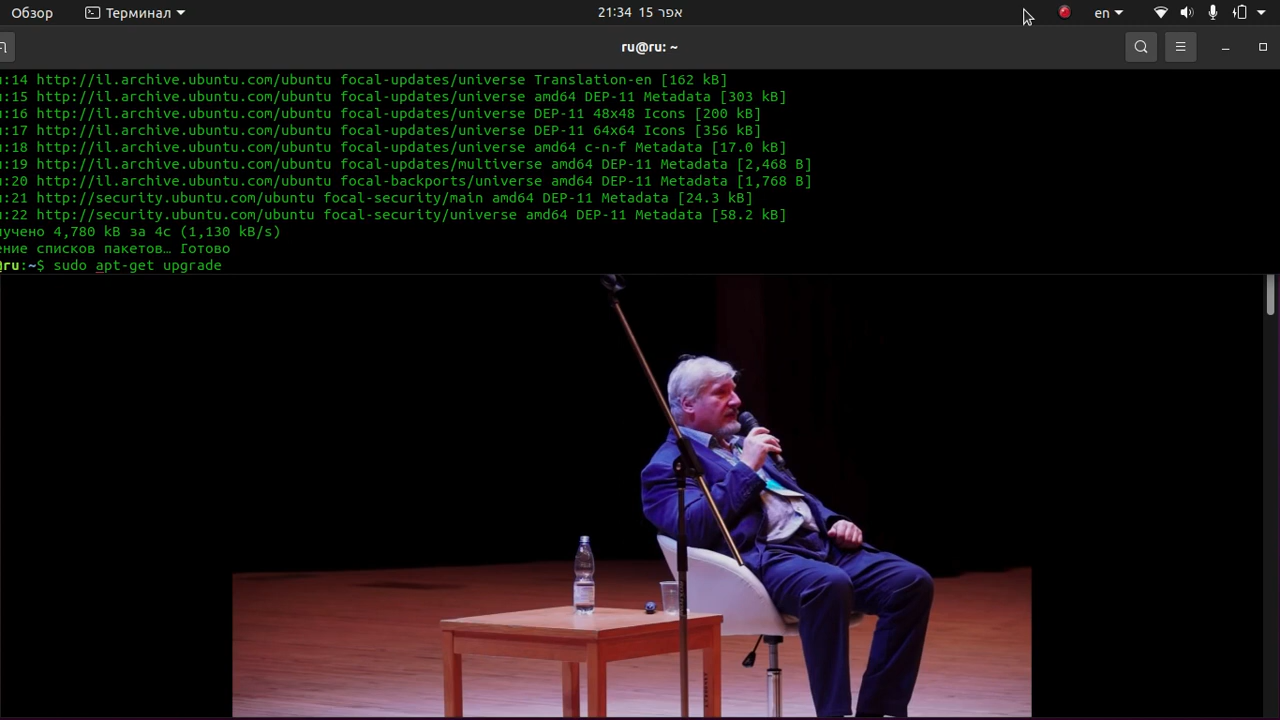 Обзор Терминал 21:34 15 אפר en
ru@ru: ~
:14 http://il.archive.ubuntu.com/ubuntu focal-updates/universe Translation-en [162 kB]
:15 http://il.archive.ubuntu.com/ubuntu focal-updates/universe amd64 DEP-11 Metadata [303 kB]
:16 http://il.archive.ubuntu.com/ubuntu focal-updates/universe DEP-11 48x48 Icons [200 kB]
:17 http://il.archive.ubuntu.com/ubuntu focal-updates/universe DEP-11 64x64 Icons [356 kB]
:18 http://il.archive.ubuntu.com/ubuntu focal-updates/universe amd64 c-n-f Metadata [17.0 kB]
:19 http://il.archive.ubuntu.com/ubuntu focal-updates/multiverse amd64 DEP-11 Metadata [2,468 B]
:20 http://il.archive.ubuntu.com/ubuntu focal-backports/universe amd64 DEP-11 Metadata [1,768 B]
:21 http://security.ubuntu.com/ubuntu focal-security/main amd64 DEP-11 Metadata [24.3 kB]
:22 http://security.ubuntu.com/ubuntu focal-security/universe amd64 DEP-11 Metadata [58.2 kB]
учено 4,780 kB за 4с (1,130 kB/s)
ение списков пакетов… Готово
@ru:~$ sudo apt-get upgrade